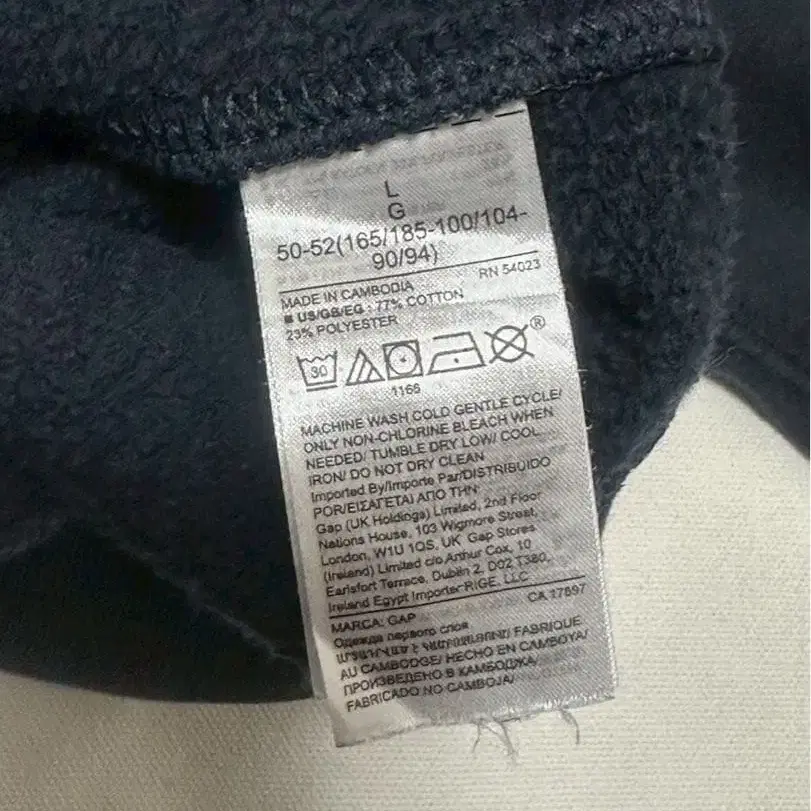 L
G
50-52(165/185-100/104-
90/94)
RN 54023
MADE IN CAMBODIA
■ US/GB/EG : 77% COTTON
23% POLYESTER
30
®
1166
MACHINE WASH COLD GENTLE CYCLE/
ONLY NON-CHLORINE BLEACH WHEN
NEEDED/ TUMBLE DRY LOW/ COOL
IRON/ DO NOT DRY CLEAN
Imported By/Importe Par/DISTRIBUIDO
POR/ΕΙΣΑΓΕΤΑΙ ΑΠΟ ΤΗΝ
Gap (UK Holdings) Limited, 2nd Floor
Nations House, 103 Wigmore Street,
London, W1U 1QS, UK Gap Stores
(Ireland) Limited c/o Arthur Cox, 10
Earlsfort Terrace, Dublin 2, D02 T380,
Ireland Egypt Importer:RIGE, LLC
CA 17897
MARCA: GAP
Одежда первого слоя
FABRIQUE
AU CAMBODGE/ HECHO EN CAMBOYA/
ПРОИЗВЕДЕНО В КАМБОДЖА/
FABRICADO NO CAMBOJA/